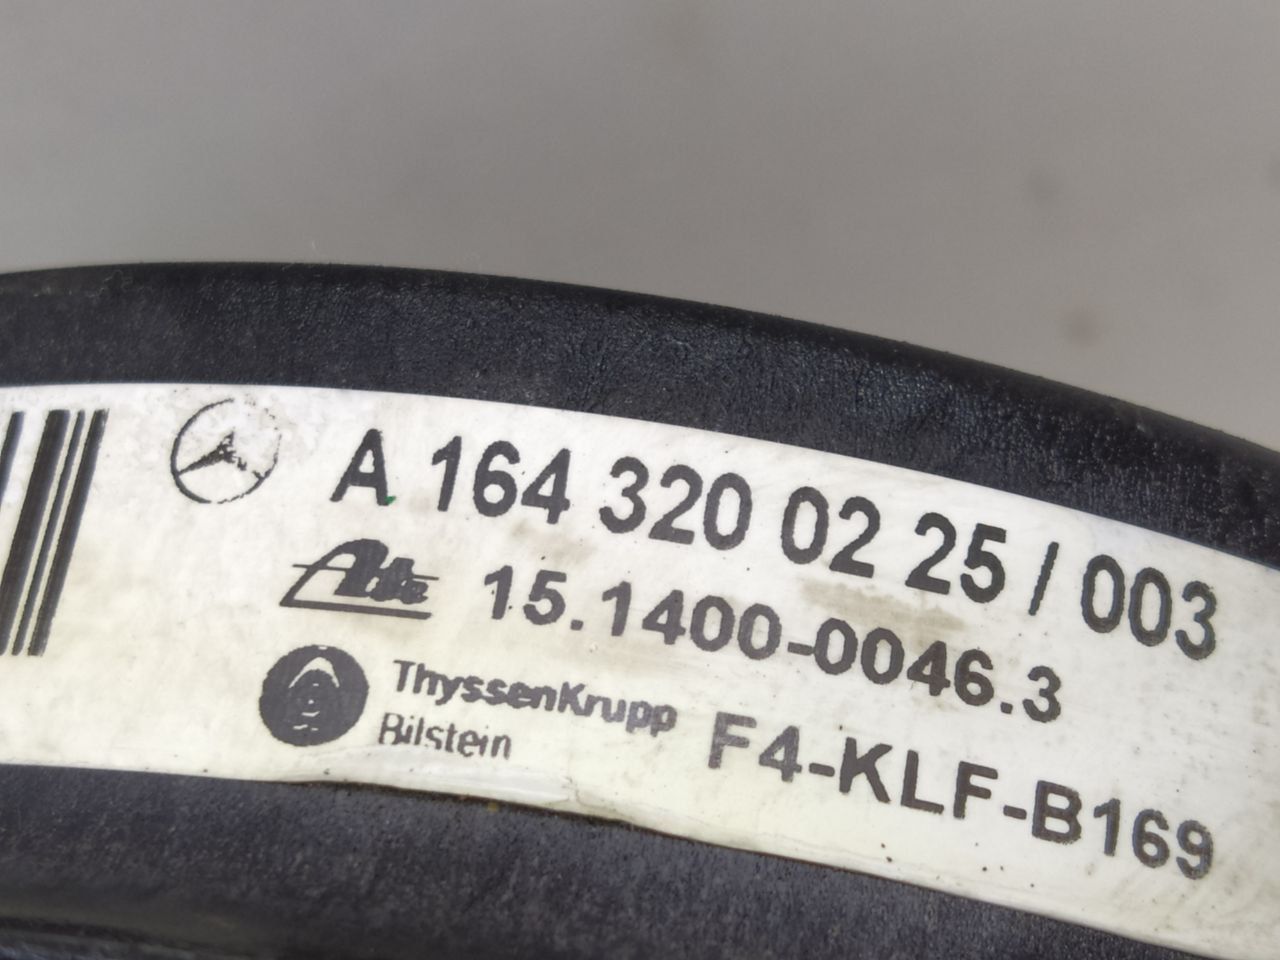 A 164 320 02 25 / 003
Ate 15.1400-0046.3
ThyssenKrupp
Bilstein
F4-KLF-B169